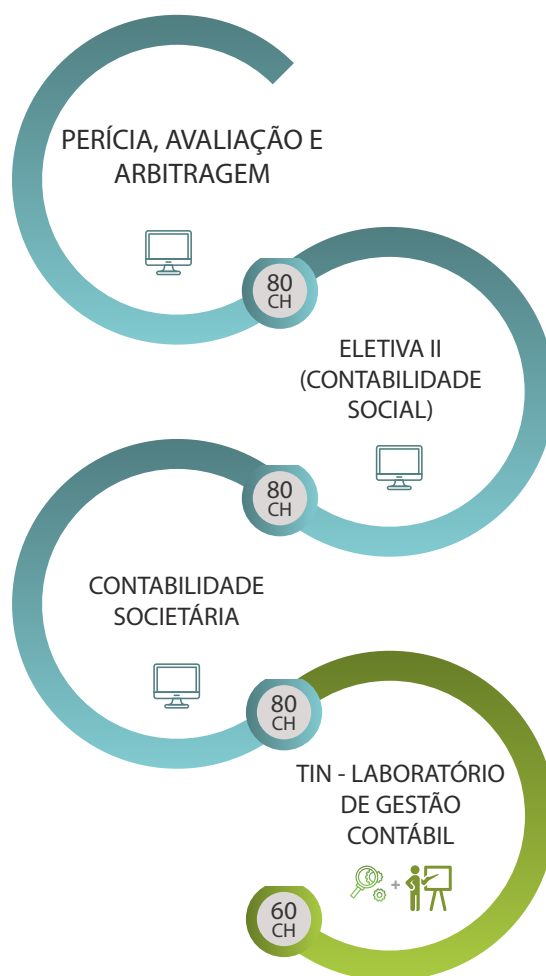 PERÍCIA, AVALIAÇÃO E
ARBITRAGEM
80
CH
ELETIVA II
(CONTABILIDADE
SOCIAL)
80
CH
CONTABILIDADE
SOCIETÁRIA
80
CH
TIN - LABORATÓRIO
DE GESTÃO
CONTÁBIL
+
60
CH